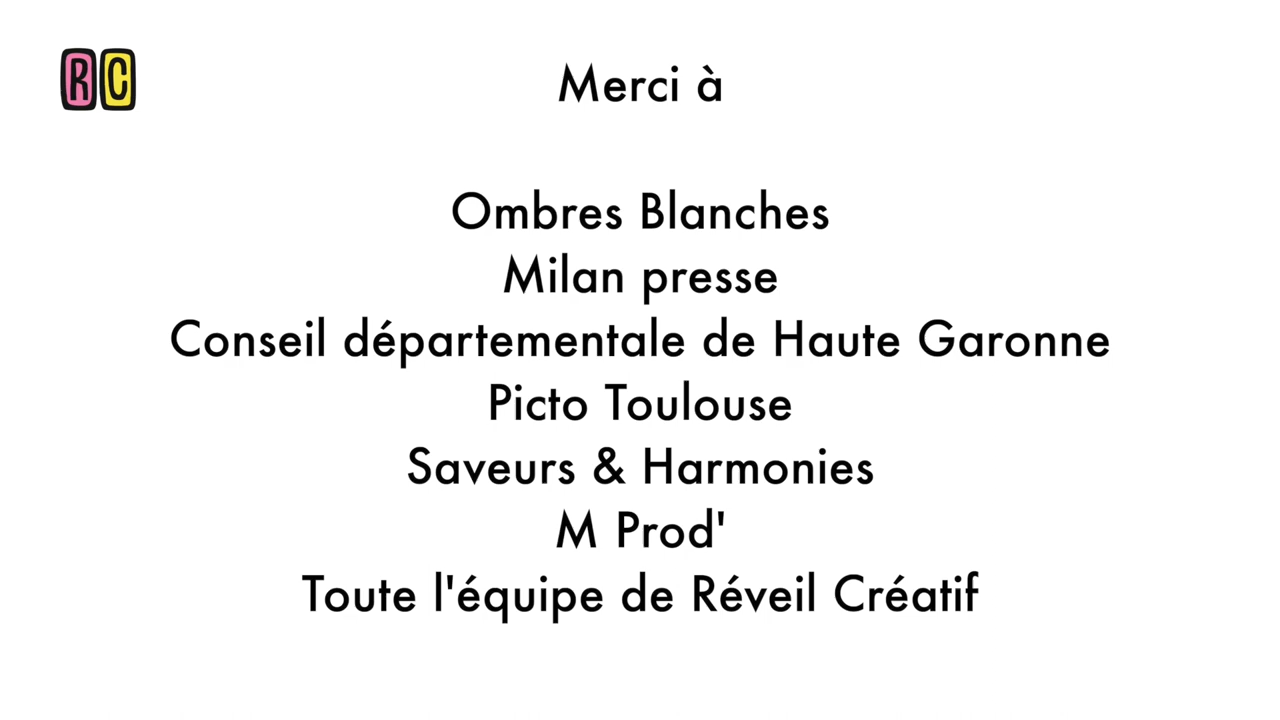 RC
Merci à
Ombres Blanches
Milan presse
Conseil départementale de Haute Garonne
Picto Toulouse
Saveurs & Harmonies
M Prod'
Toute l'équipe de Réveil Créatif